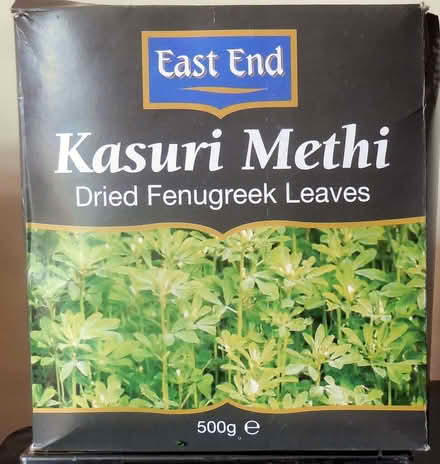 East End
Kasuri Methi
Dried Fenugreek Leaves
500g ℮